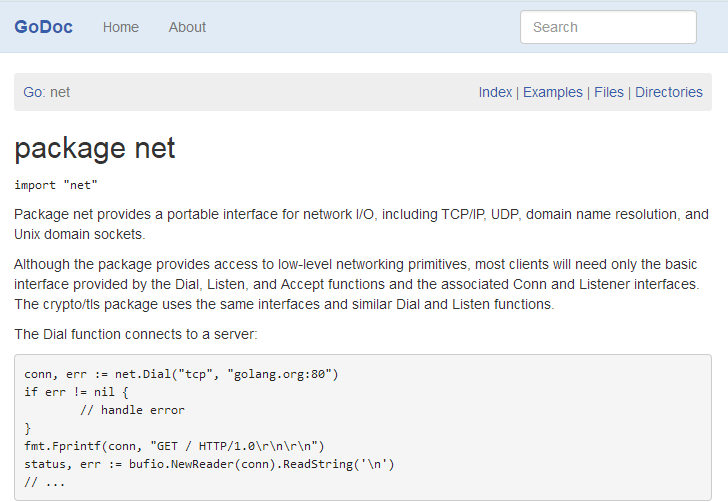 GoDoc Home About Search
Go: net Index | Examples | Files | Directories
package net
import "net"
Package net provides a portable interface for network I/O, including TCP/IP, UDP, domain name resolution, and
Unix domain sockets.
Although the package provides access to low-level networking primitives, most clients will need only the basic
interface provided by the Dial, Listen, and Accept functions and the associated Conn and Listener interfaces.
The crypto/tls package uses the same interfaces and similar Dial and Listen functions.
The Dial function connects to a server:
conn, err := net.Dial("tcp", "golang.org:80")
if err != nil {
        // handle error
}
fmt.Fprintf(conn, "GET / HTTP/1.0\r\n\r\n")
status, err := bufio.NewReader(conn).ReadString('\n')
// ...